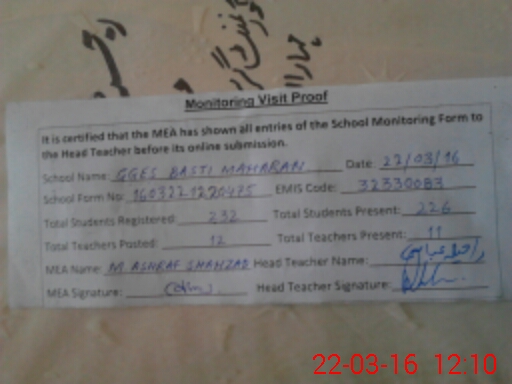 Monitoring Visit Proof
It is certified that the MEA has shown all entries of the School Monitoring Form to
the Head Teacher before its online submission.
School Name: GGES BASTI MAHARAN Date: 22/03/16
School Form No: 1603221220475 EMIS Code: 32330083
Total Students Registered: 232 Total Students Present: 226
Total Teachers Posted: 12 Total Teachers Present: 11
MEA Name: M ASHRAF SHAHZAD Head Teacher Name:
MEA Signature: Head Teacher Signature:
22-03-16 12:10